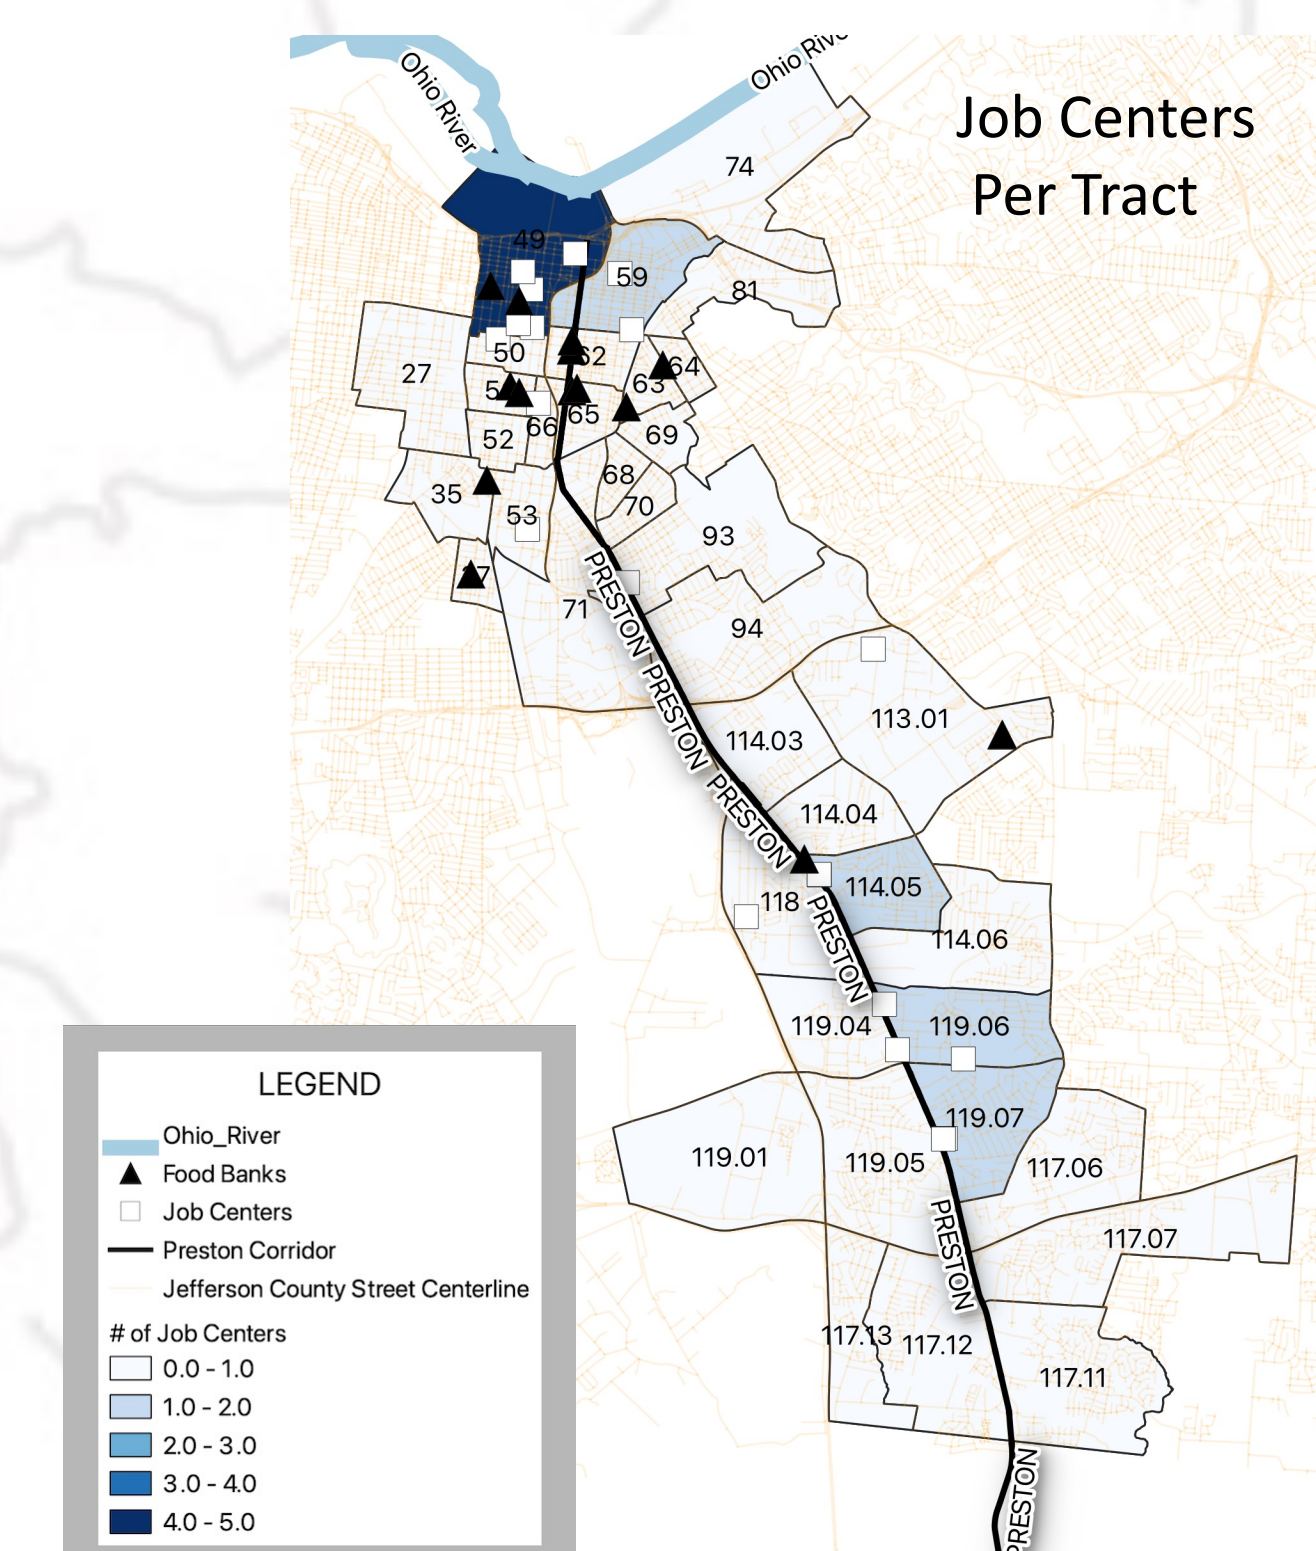 Ohio River
Ohio Rive
Job Centers
Per Tract
74
49
59
81
50
62
27
64
63
5
65
66
69
52
68
35
70
53
93
37
71
94
PRESTON
PRESTON
PRESTON
113.01
114.03
114.04
114.05
118
PRESTON
114.06
119.04
119.06
119.07
119.01
119.05
117.06
PRESTON
117.07
117.13
117.12
117.11
PRESTON
LEGEND
Ohio_River
Food Banks
Job Centers
Preston Corridor
Jefferson County Street Centerline
# of Job Centers
0.0 - 1.0
1.0 - 2.0
2.0 - 3.0
3.0 - 4.0
4.0 - 5.0